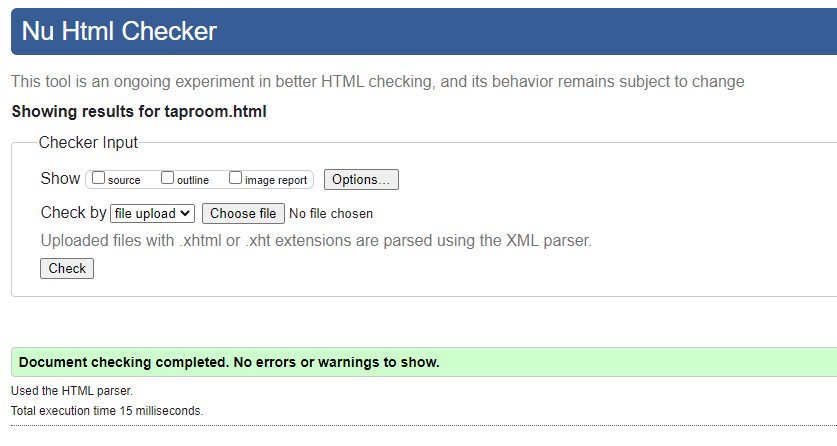 Nu Html Checker
This tool is an ongoing experiment in better HTML checking, and its behavior remains subject to change
Showing results for taproom.html
Checker Input
Show source outline image report Options...
Check by file upload Choose file No file chosen
Uploaded files with .xhtml or .xht extensions are parsed using the XML parser.
Check
Document checking completed. No errors or warnings to show.
Used the HTML parser.
Total execution time 15 milliseconds.